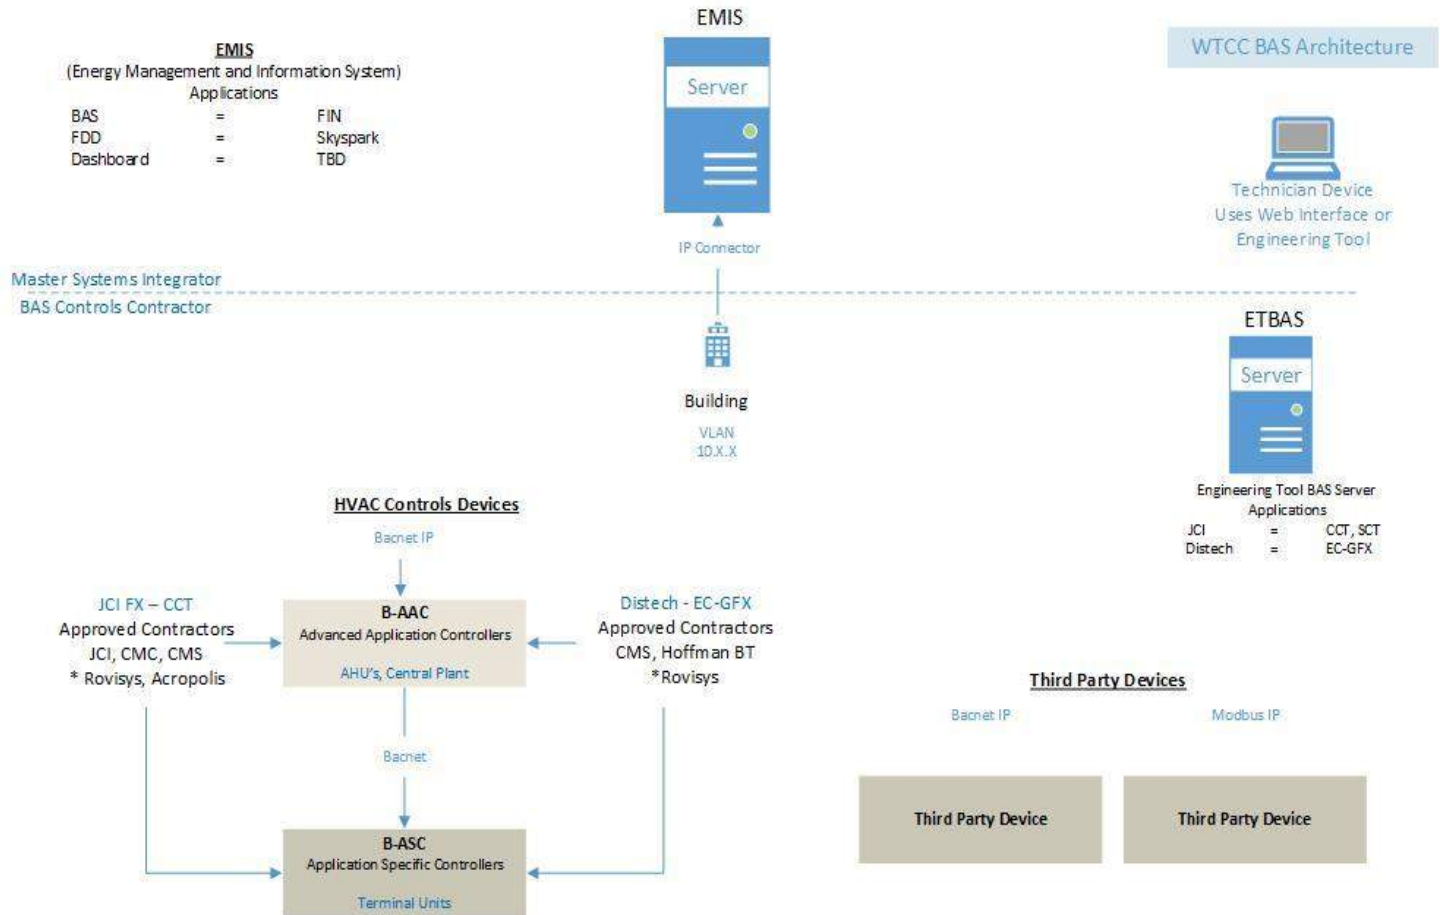 EMIS
(Energy Management and Information System)
Applications
BAS = FIN
FDD = Skyspark
Dashboard = TBD
EMIS
Server
IP Connector
WTCC BAS Architecture
Technician Device
Uses Web Interface or
Engineering Tool
Master Systems Integrator
BAS Controls Contractor
Building
VLAN
10.X.X
ETBAS
Server
Engineering Tool BAS Server
Applications
JCI = CCT, SCT
Distech = EC-GFX
HVAC Controls Devices
Bacnet IP
JCI FX – CCT
Approved Contractors
JCI, CMC, CMS
* Rovisys, Acropolis
B-AAC
Advanced Application Controllers
AHU's, Central Plant
Distech - EC-GFX
Approved Contractors
CMS, Hoffman BT
*Rovisys
Bacnet
B-ASC
Application Specific Controllers
Terminal Units
Third Party Devices
Bacnet IP
Modbus IP
Third Party Device
Third Party Device